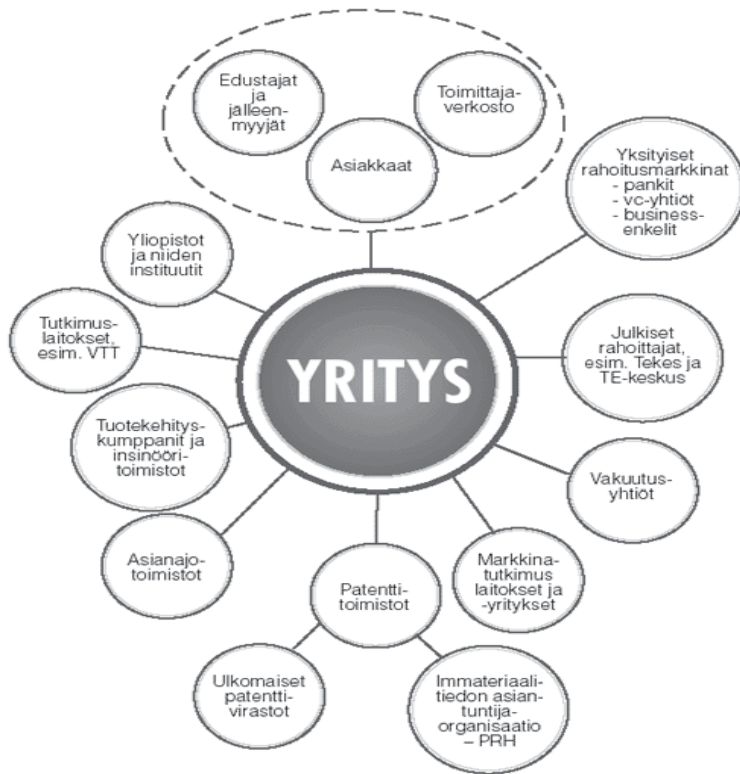 Edustajat
ja
jälleen-
myyjät
Toimittaja-
verkosto
Asiakkaat
Yksityiset
rahoitusmarkkinat
- pankit
- vc-yhtiöt
- business-
enkelit
Yliopistot
ja niiden
instituutit
Tutkimus-
laitokset,
esim. VTT
YRITYS
Julkiset
rahoittajat,
esim. Tekes ja
TE-keskus
Tuotekehitys-
kumppanit ja
insinööri-
toimistot
Vakuutus-
yhtiöt
Asianajo-
toimistot
Patentti-
toimistot
Markkina-
tutkimus
laitokset ja
-yritykset
Ulkomaiset
patentti-
virastot
Immateriaali-
tiedon asian-
tuntija-
organisaatio
– PRH